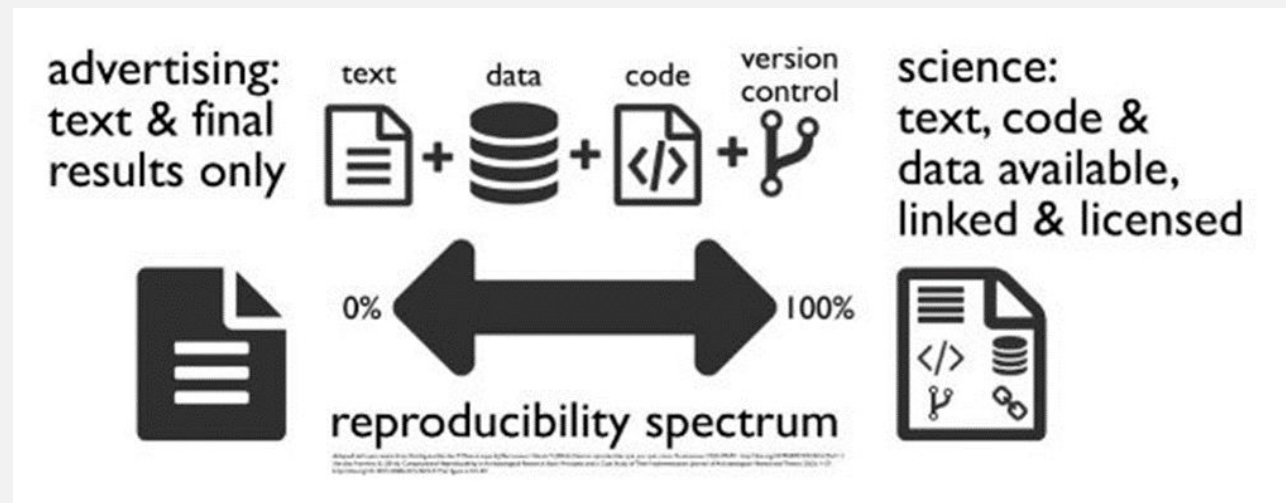 advertising:
text & final
results only
text
data
code
version
control
science:
text, code &
data available,
linked & licensed
0%
100%
reproducibility spectrum